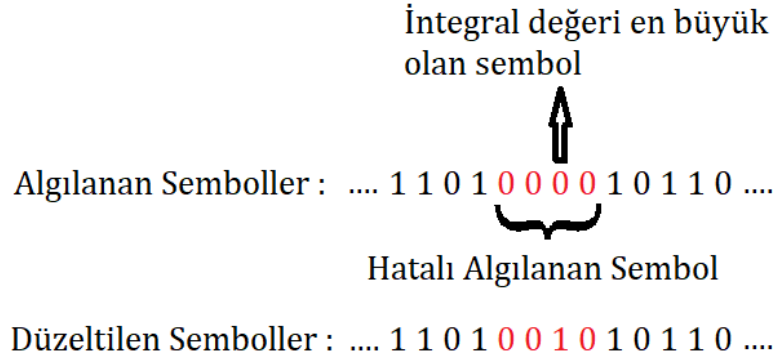 İntegral değeri en büyük
olan sembol
Algılanan Semboller : .... 1 1 0 1 0 0 0 0 1 0 1 1 0 ....
Hatalı Algılanan Sembol
Düzeltilen Semboller : .... 1 1 0 1 0 0 1 0 1 0 1 1 0 ....